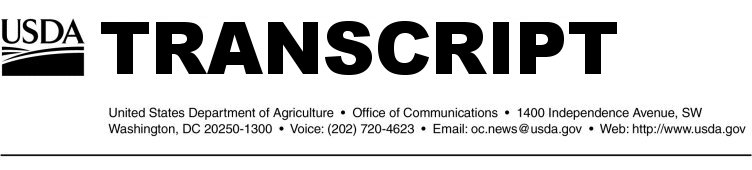 USDA TRANSCRIPT
United States Department of Agriculture • Office of Communications • 1400 Independence Avenue, SW
Washington, DC 20250-1300 • Voice: (202) 720-4623 • Email: oc.news@usda.gov • Web: http://www.usda.gov